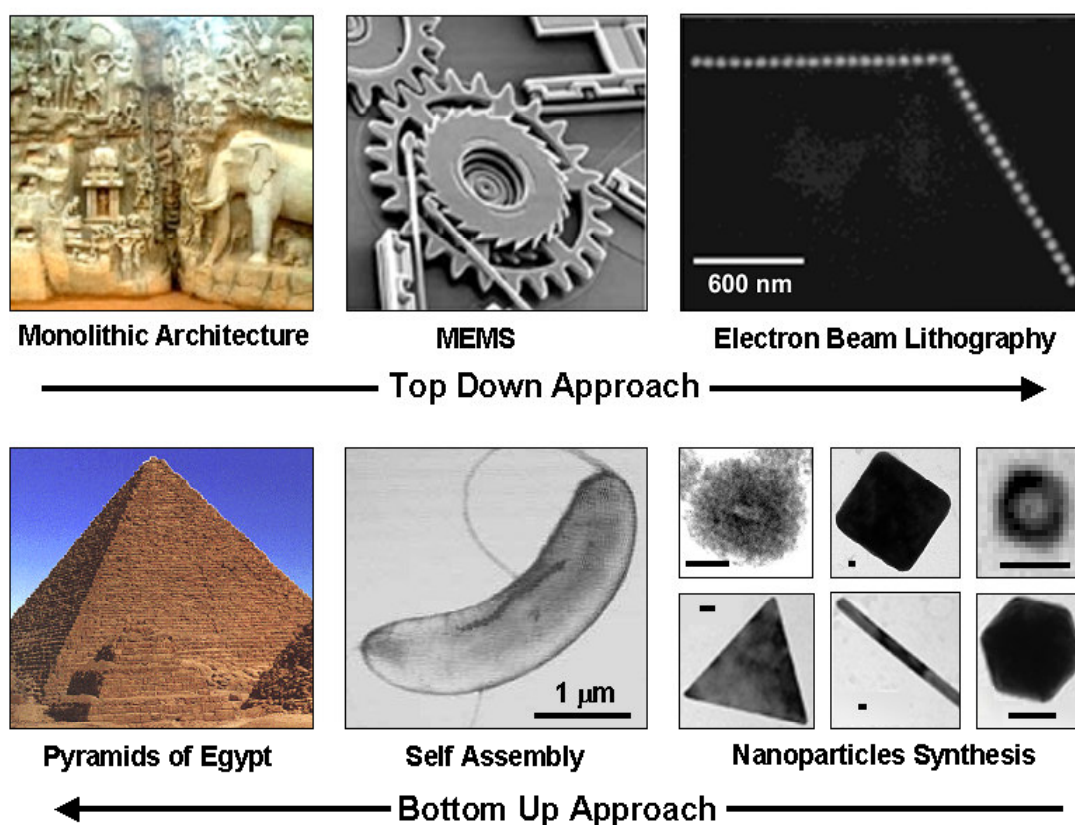 600 nm
Monolithic Architecture
MEMS
Electron Beam Lithography
Top Down Approach
1 μm
Pyramids of Egypt
Self Assembly
Nanoparticles Synthesis
Bottom Up Approach